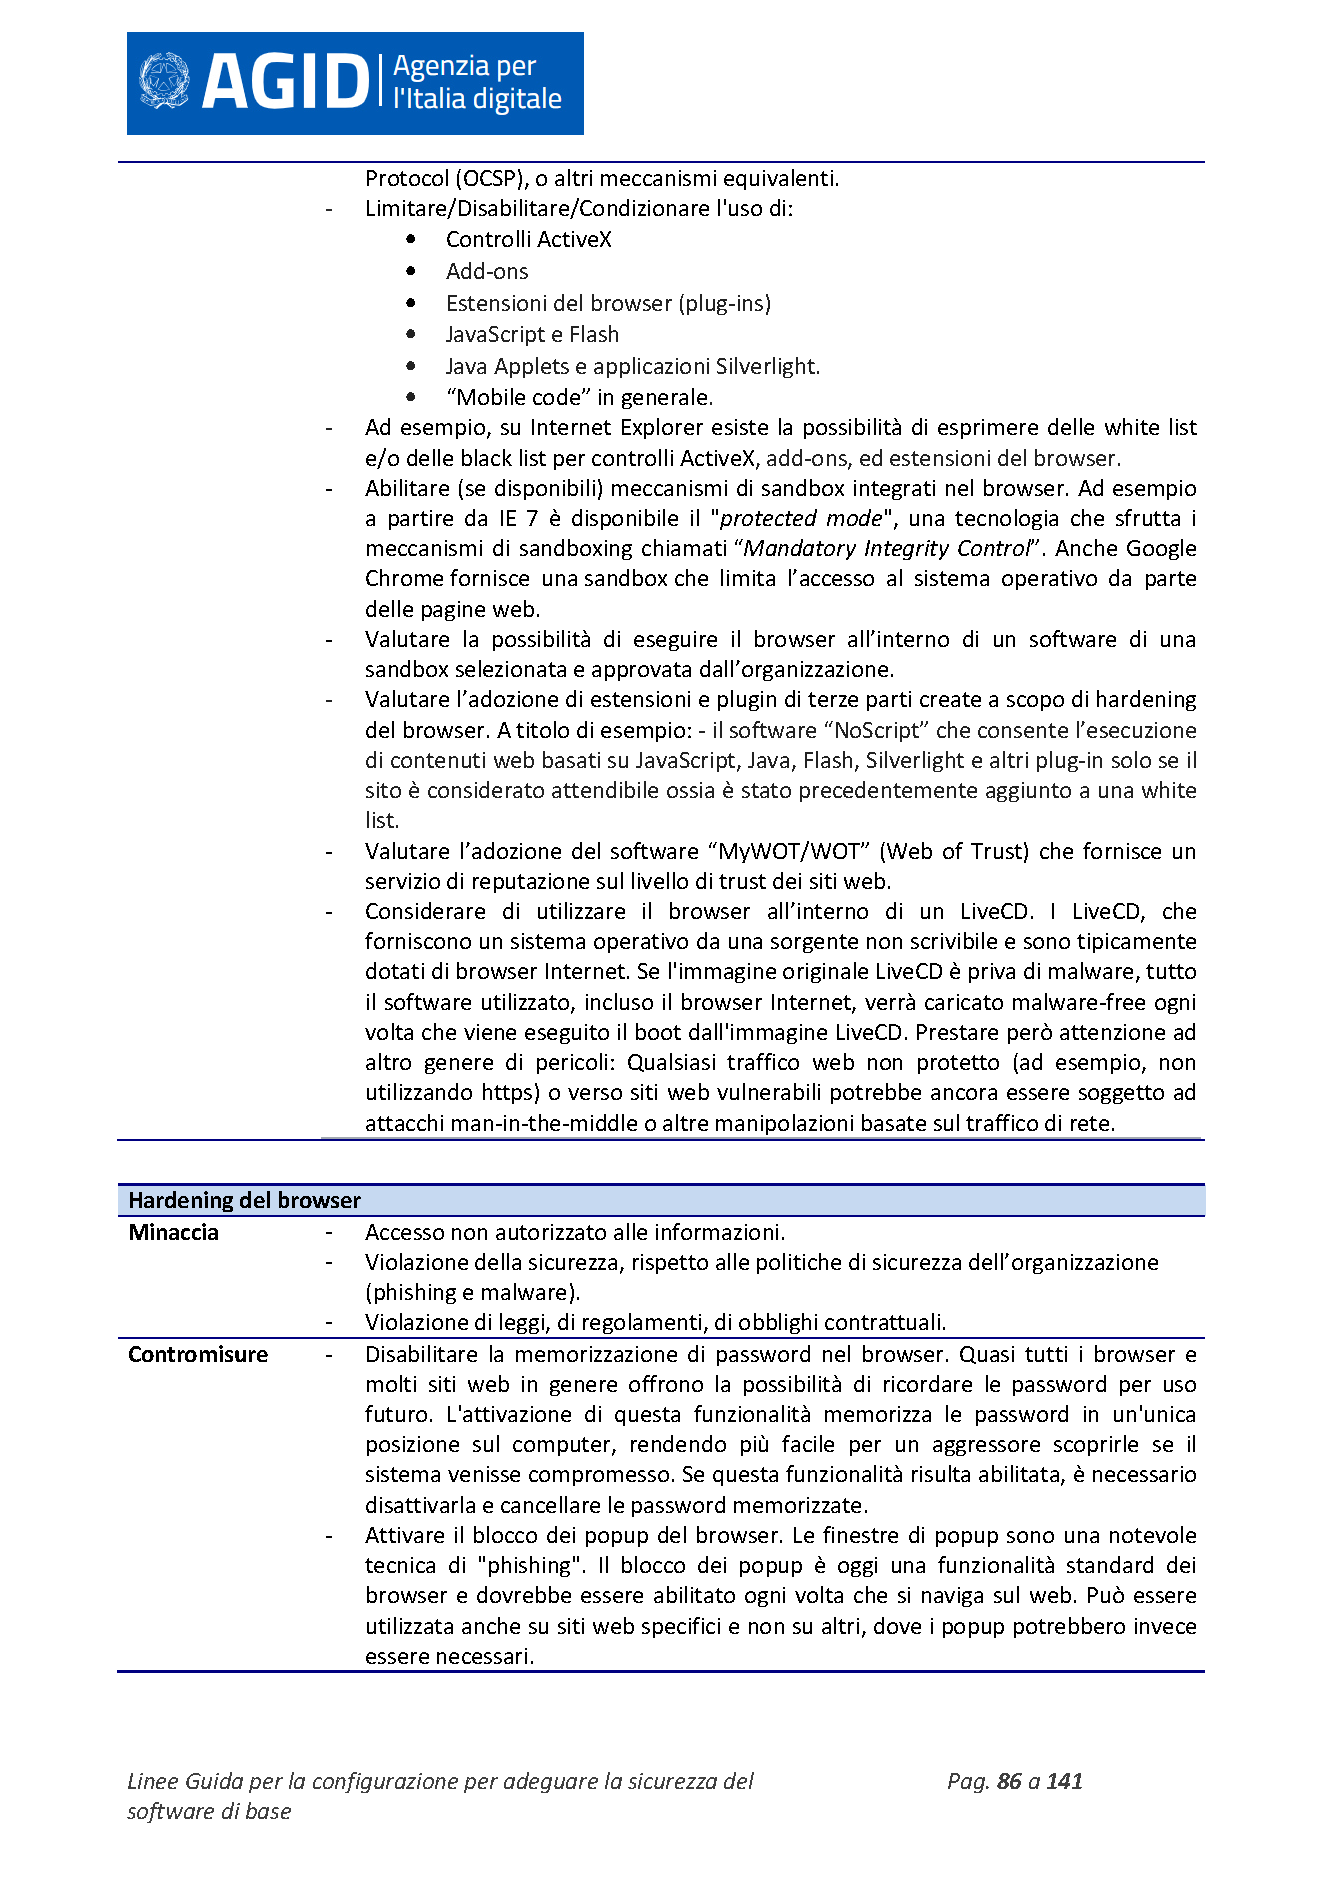 AGID | Agenzia per
l'Italia digitale
Protocol (OCSP), o altri meccanismi equivalenti.
- Limitare/Disabilitare/Condizionare l'uso di:
• Controlli ActiveX
• Add-ons
• Estensioni del browser (plug-ins)
• JavaScript e Flash
• Java Applets e applicazioni Silverlight.
• “Mobile code” in generale.
- Ad esempio, su Internet Explorer esiste la possibilità di esprimere delle white list
e/o delle black list per controlli ActiveX, add-ons, ed estensioni del browser.
- Abilitare (se disponibili) meccanismi di sandbox integrati nel browser. Ad esempio
a partire da IE 7 è disponibile il "protected mode", una tecnologia che sfrutta i
meccanismi di sandboxing chiamati “Mandatory Integrity Control”. Anche Google
Chrome fornisce una sandbox che limita l’accesso al sistema operativo da parte
delle pagine web.
- Valutare la possibilità di eseguire il browser all’interno di un software di una
sandbox selezionata e approvata dall’organizzazione.
- Valutare l’adozione di estensioni e plugin di terze parti create a scopo di hardening
del browser. A titolo di esempio: - il software “NoScript” che consente l’esecuzione
di contenuti web basati su JavaScript, Java, Flash, Silverlight e altri plug-in solo se il
sito è considerato attendibile ossia è stato precedentemente aggiunto a una white
list.
- Valutare l’adozione del software “MyWOT/WOT” (Web of Trust) che fornisce un
servizio di reputazione sul livello di trust dei siti web.
- Considerare di utilizzare il browser all’interno di un LiveCD. I LiveCD, che
forniscono un sistema operativo da una sorgente non scrivibile e sono tipicamente
dotati di browser Internet. Se l'immagine originale LiveCD è priva di malware, tutto
il software utilizzato, incluso il browser Internet, verrà caricato malware-free ogni
volta che viene eseguito il boot dall'immagine LiveCD. Prestare però attenzione ad
altro genere di pericoli: Qualsiasi traffico web non protetto (ad esempio, non
utilizzando https) o verso siti web vulnerabili potrebbe ancora essere soggetto ad
attacchi man-in-the-middle o altre manipolazioni basate sul traffico di rete.
Hardening del browser
Minaccia - Accesso non autorizzato alle informazioni.
- Violazione della sicurezza, rispetto alle politiche di sicurezza dell’organizzazione
(phishing e malware).
- Violazione di leggi, di regolamenti, di obblighi contrattuali.
Contromisure - Disabilitare la memorizzazione di password nel browser. Quasi tutti i browser e
molti siti web in genere offrono la possibilità di ricordare le password per uso
futuro. L'attivazione di questa funzionalità memorizza le password in un'unica
posizione sul computer, rendendo più facile per un aggressore scoprirle se il
sistema venisse compromesso. Se questa funzionalità risulta abilitata, è necessario
disattivarla e cancellare le password memorizzate.
- Attivare il blocco dei popup del browser. Le finestre di popup sono una notevole
tecnica di "phishing". Il blocco dei popup è oggi una funzionalità standard dei
browser e dovrebbe essere abilitato ogni volta che si naviga sul web. Può essere
utilizzata anche su siti web specifici e non su altri, dove i popup potrebbero invece
essere necessari.
Linee Guida per la configurazione per adeguare la sicurezza del Pag. 86 a 141
software di base